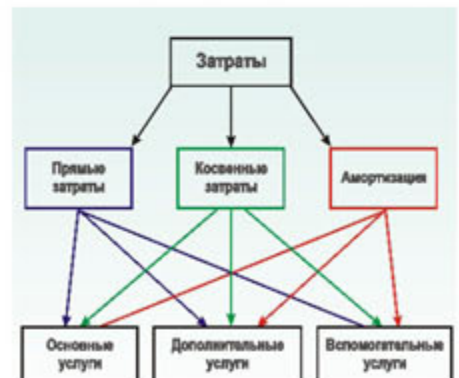 Затраты
Прямые
затраты
Косвенные
затраты
Амортизация
Основные
услуги
Дополнительные
услуги
Вспомогательные
услуги